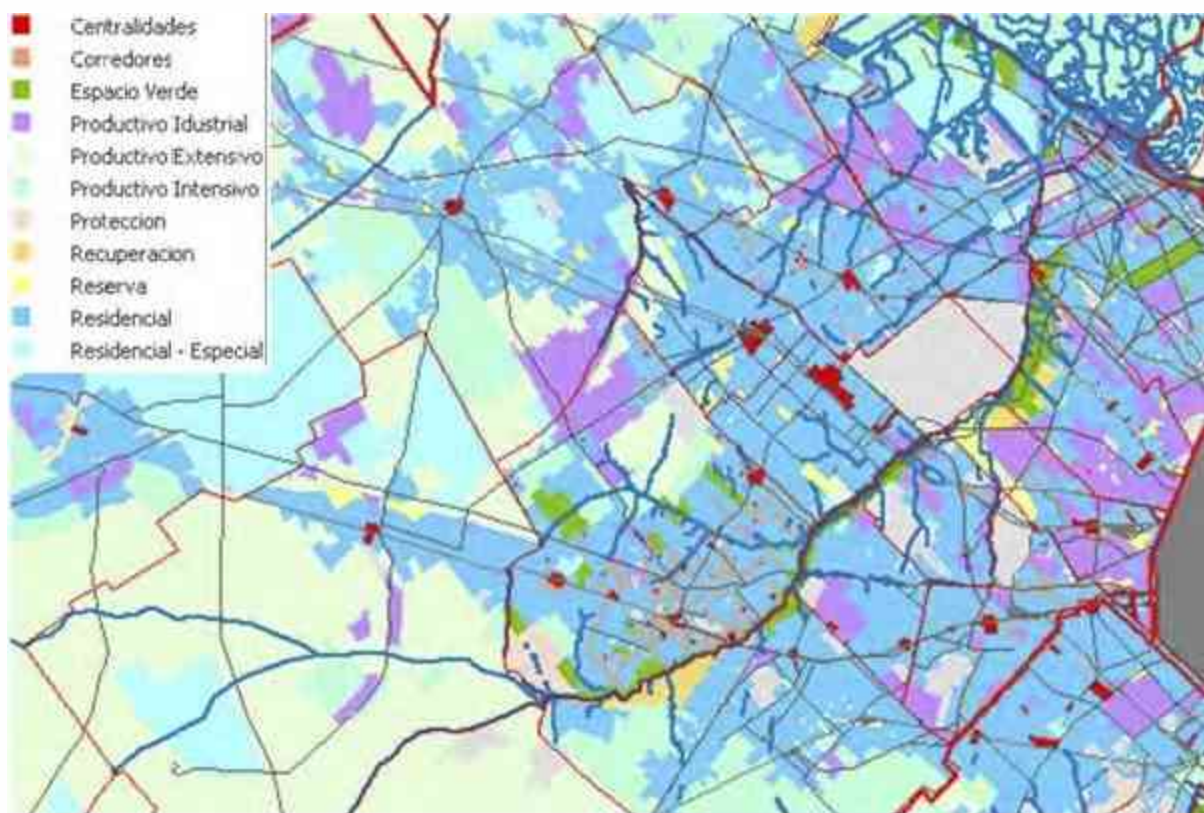 Centralidades
Corredores
Espacio Verde
Productivo Idustrial
Productivo Extensivo
Productivo Intensivo
Proteccion
Recuperacion
Reserva
Residencial
Residencial - Especial